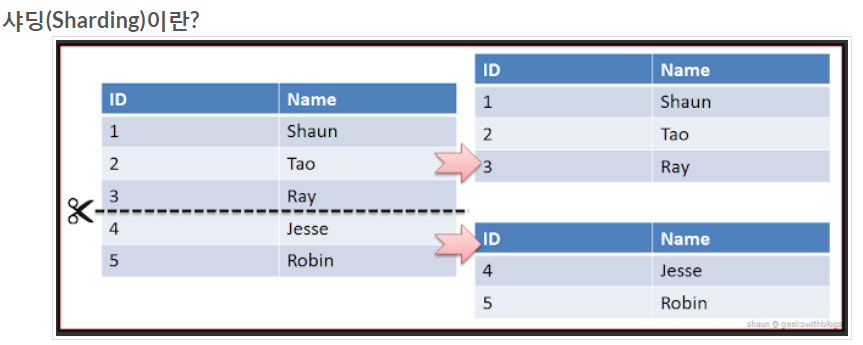 샤딩(Sharding)이란?
ID Name
1 Shaun
2 Tao
3 Ray
4 Jesse
5 Robin
ID Name
1 Shaun
2 Tao
3 Ray
ID Name
4 Jesse
5 Robin
shaun @ geekswithblogs